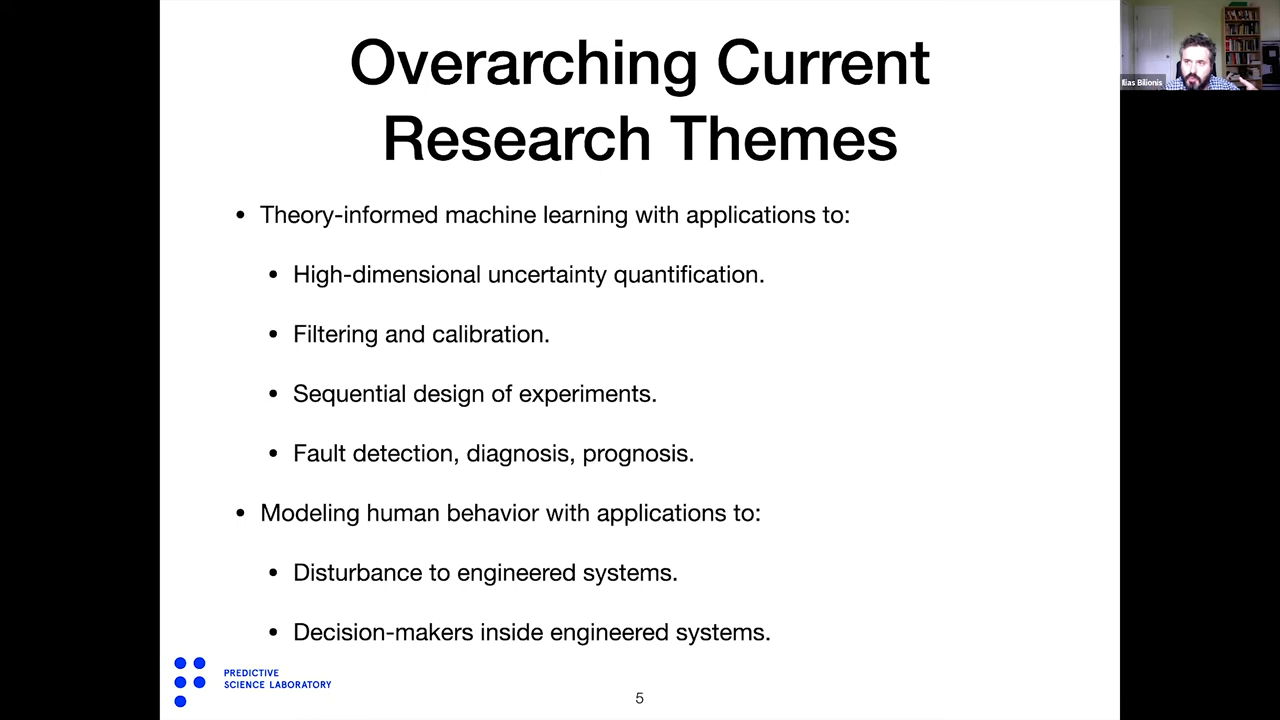 Overarching Current
Research Themes
Ilias Bilionis
• Theory-informed machine learning with applications to:
• High-dimensional uncertainty quantification.
• Filtering and calibration.
• Sequential design of experiments.
• Fault detection, diagnosis, prognosis.
• Modeling human behavior with applications to:
• Disturbance to engineered systems.
• Decision-makers inside engineered systems.
PREDICTIVE
SCIENCE LABORATORY
5